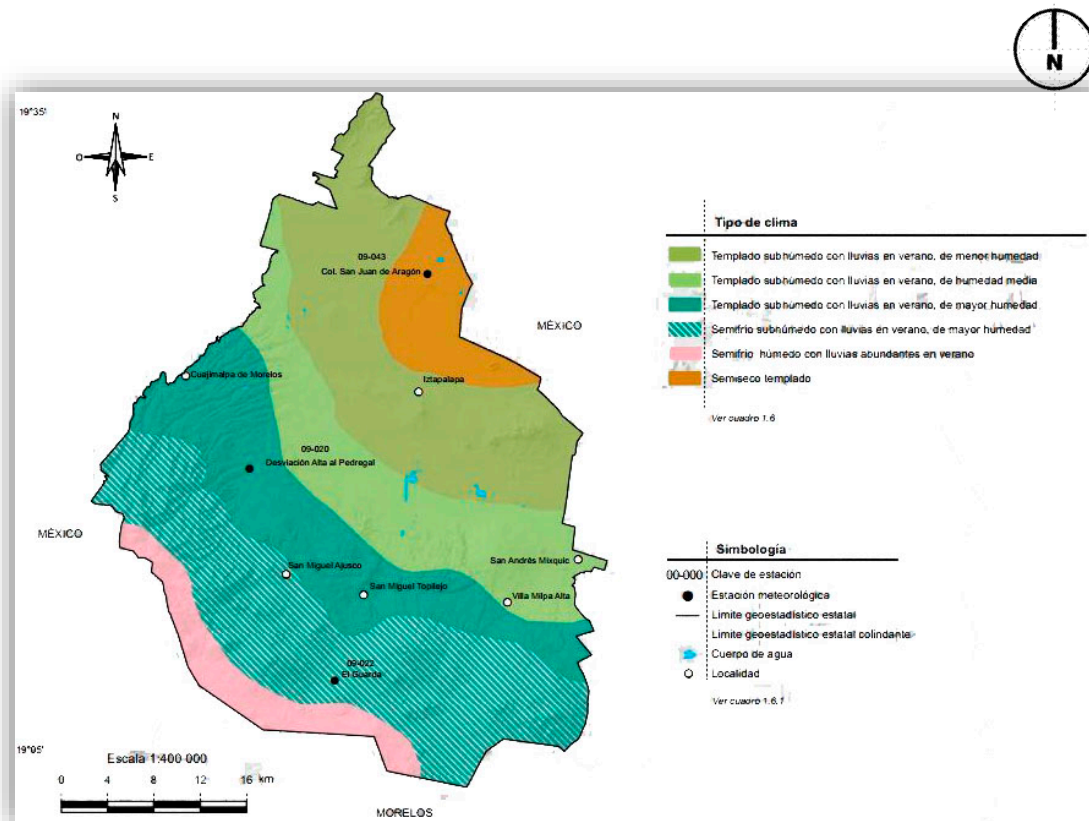 N
19°35'
N
O E
S
09-043
Col. San Juan de Aragón
MÉXICO
Cuajimalpa de Morelos
Iztapalapa
09-020
Desviación Alta al Pedregal
MÉXICO
San Miguel Ajusco
San Miguel Topilejo
San Andrés Mixquic
Villa Milpa Alta
09-022
El Guarda
19°05'
Escala 1:400 000
0 4 8 12 16 km
MORELOS
Tipo de clima
Templado subhúmedo con lluvias en verano, de menor humedad
Templado subhúmedo con lluvias en verano, de humedad media
Templado subhúmedo con lluvias en verano, de mayor humedad
Semifrío subhúmedo con lluvias en verano, de mayor humedad
Semifrío húmedo con lluvias abundantes en verano
Semiseco templado
Ver cuadro 1.6
Simbología
00-000 Clave de estación
Estación meteorológica
Límite geoestadístico estatal
Límite geoestadístico estatal colindante
Cuerpo de agua
Localidad
Ver cuadro 1.6.1